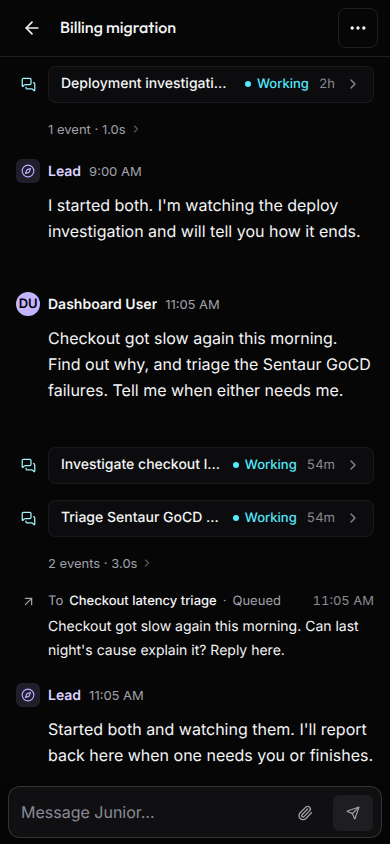 Billing migration
Deployment investigati... Working 2h
1 event · 1.0s
Lead 9:00 AM
I started both. I'm watching the deploy
investigation and will tell you how it ends.
DU Dashboard User 11:05 AM
Checkout got slow again this morning.
Find out why, and triage the Sentaur GoCD
failures. Tell me when either needs me.
Investigate checkout l... Working 54m
Triage Sentaur GoCD ... Working 54m
2 events · 3.0s
To Checkout latency triage · Queued 11:05 AM
Checkout got slow again this morning. Can last
night's cause explain it? Reply here.
Lead 11:05 AM
Started both and watching them. I'll report
back here when one needs you or finishes.
Message Junior...